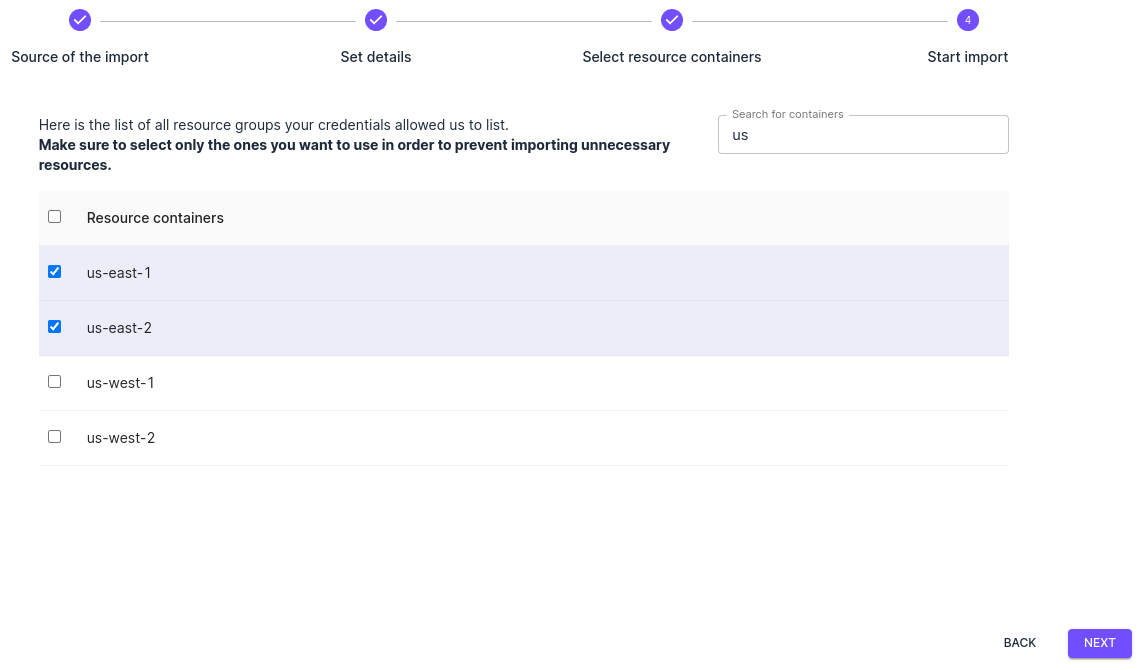 4
Source of the import
Set details
Select resource containers
Start import
Here is the list of all resource groups your credentials allowed us to list.
Make sure to select only the ones you want to use in order to prevent importing unnecessary
resources.
Search for containers
us
Resource containers
us-east-1
us-east-2
us-west-1
us-west-2
BACK
NEXT